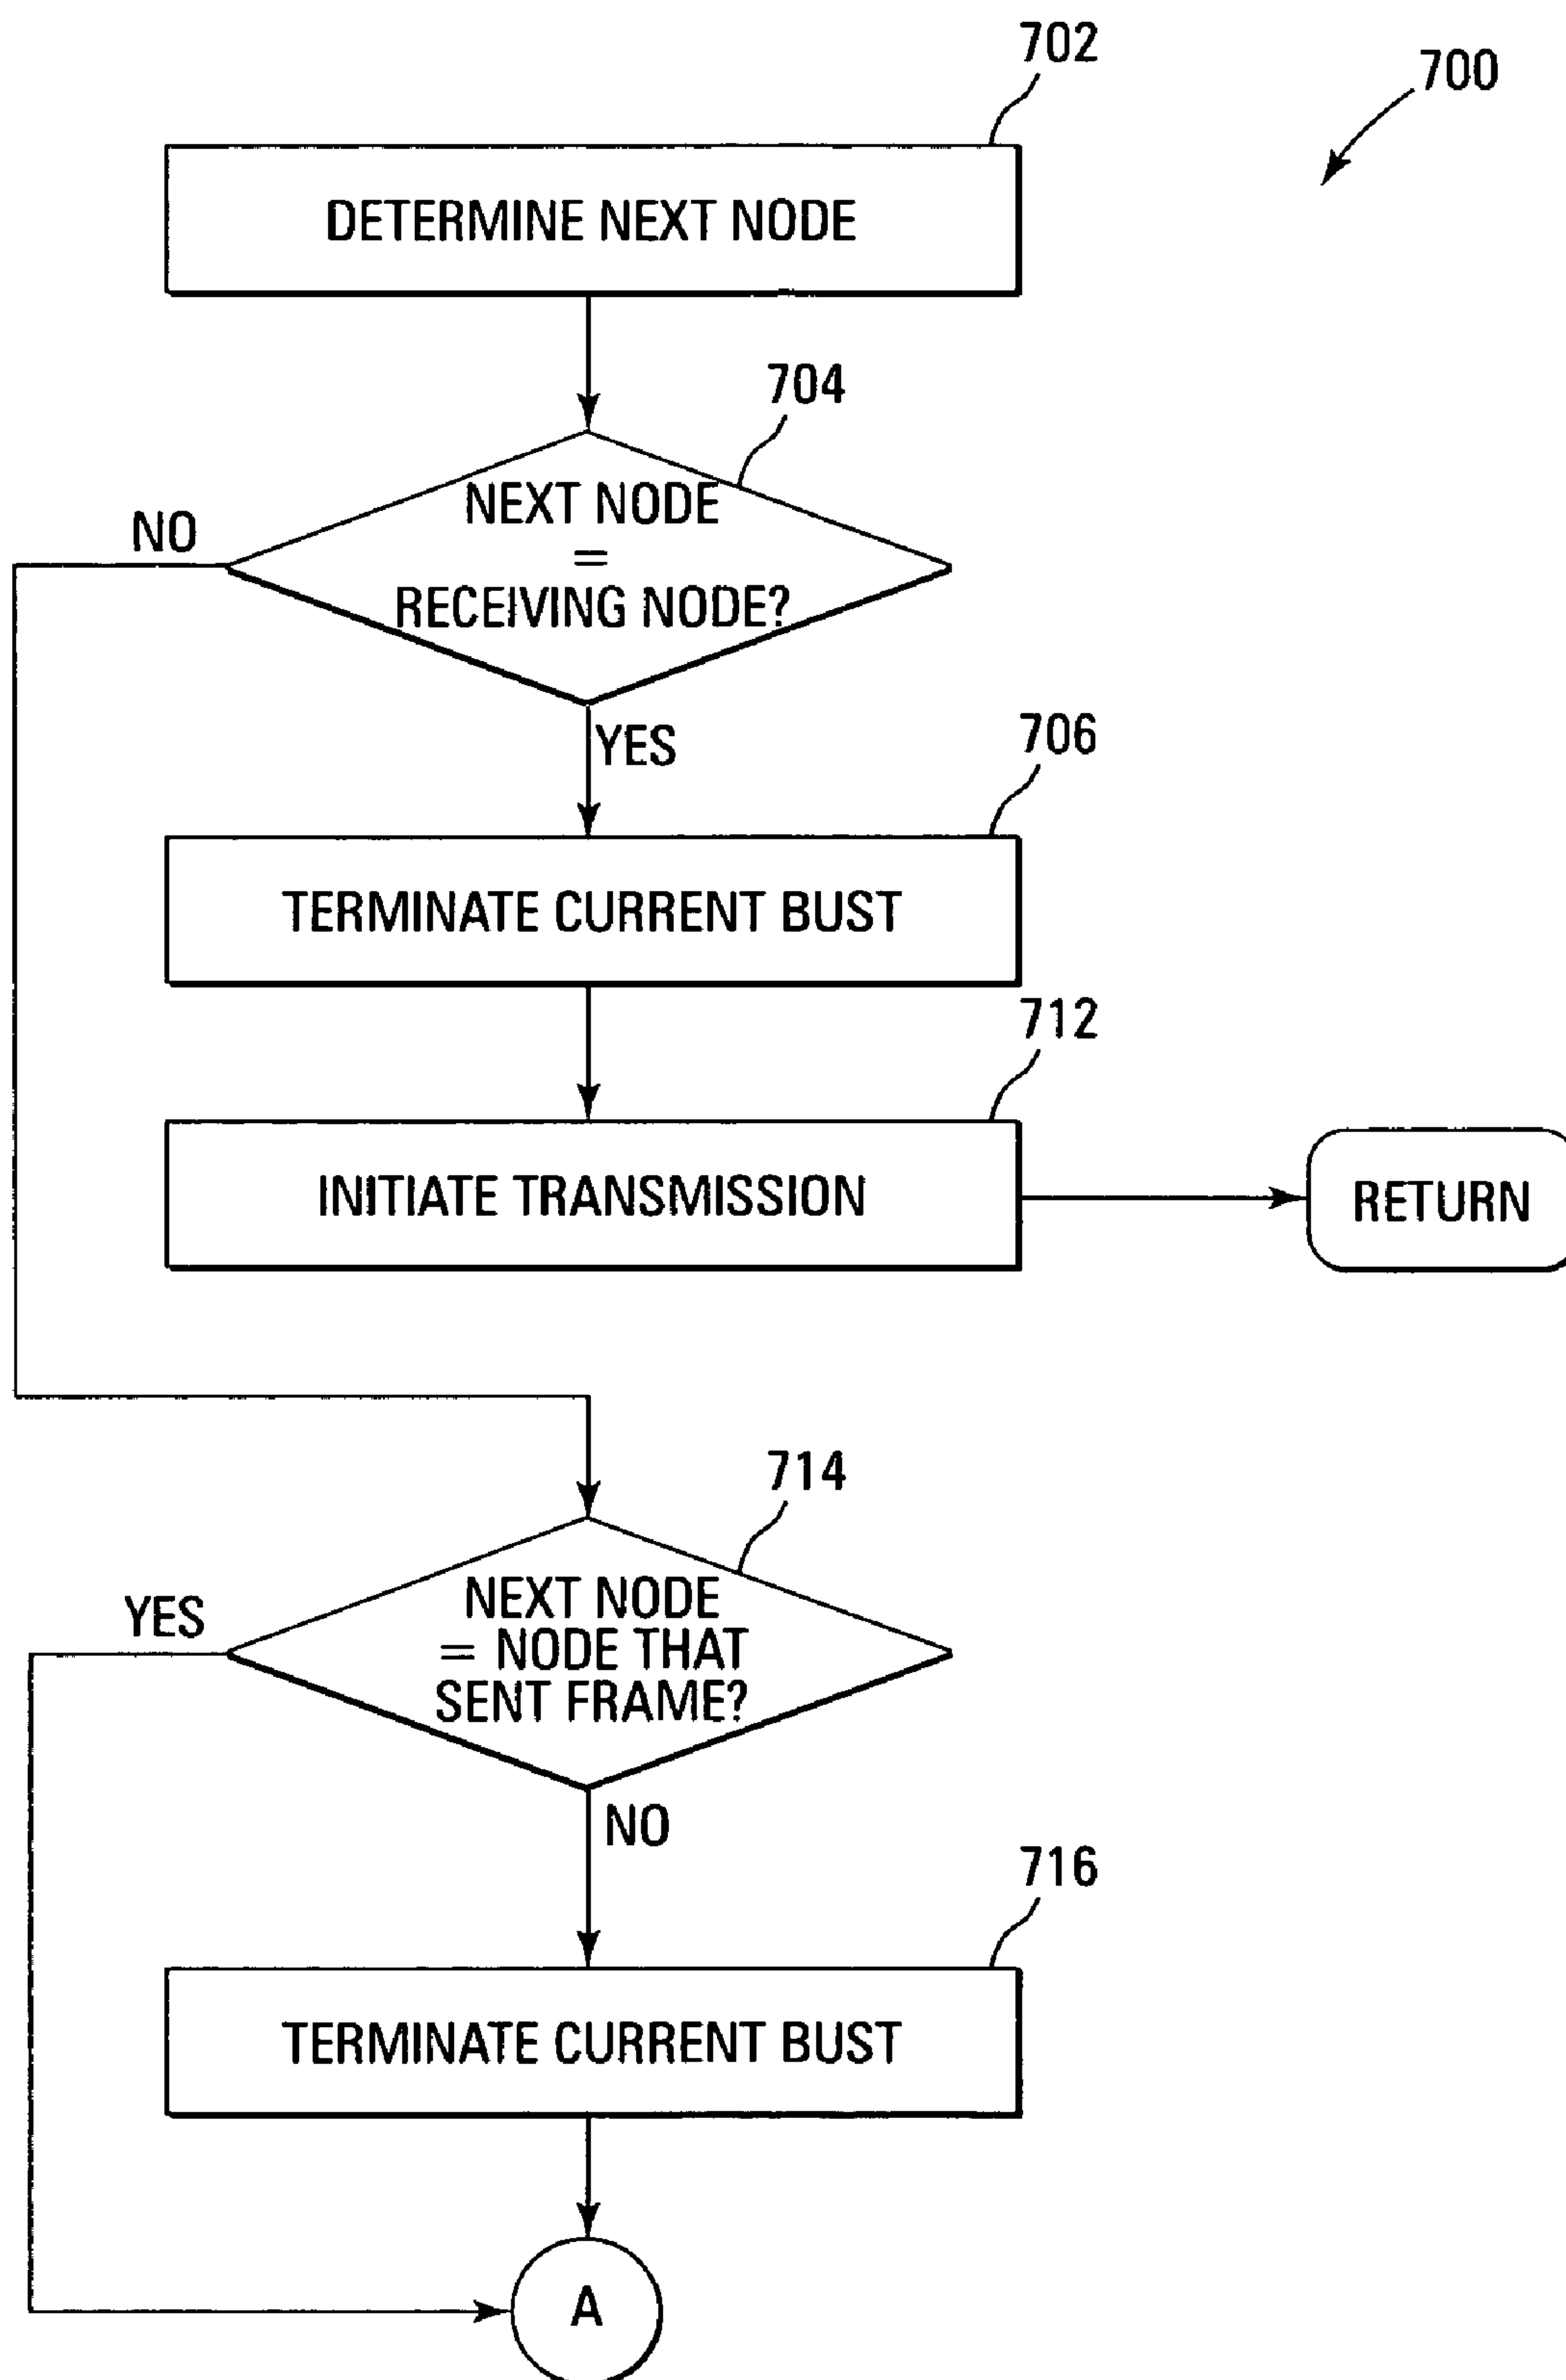 702
700
DETERMINE NEXT NODE
704
NO
NEXT NODE
=
RECEIVING NODE?
YES
706
TERMINATE CURRENT BUST
712
INITIATE TRANSMISSION
RETURN
714
YES
NEXT NODE
= NODE THAT
SENT FRAME?
NO
716
TERMINATE CURRENT BUST
A